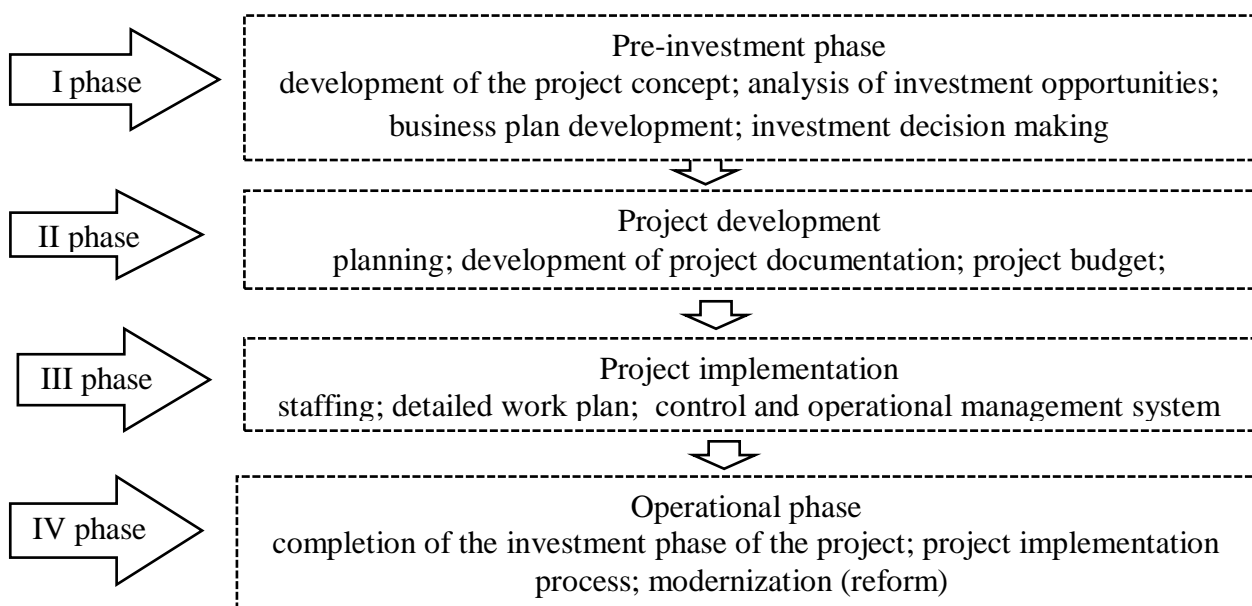 I phase
Pre-investment phase
development of the project concept; analysis of investment opportunities;
business plan development; investment decision making
II phase
Project development
planning; development of project documentation; project budget;
III phase
Project implementation
staffing; detailed work plan; control and operational management system
IV phase
Operational phase
completion of the investment phase of the project; project implementation
process; modernization (reform)